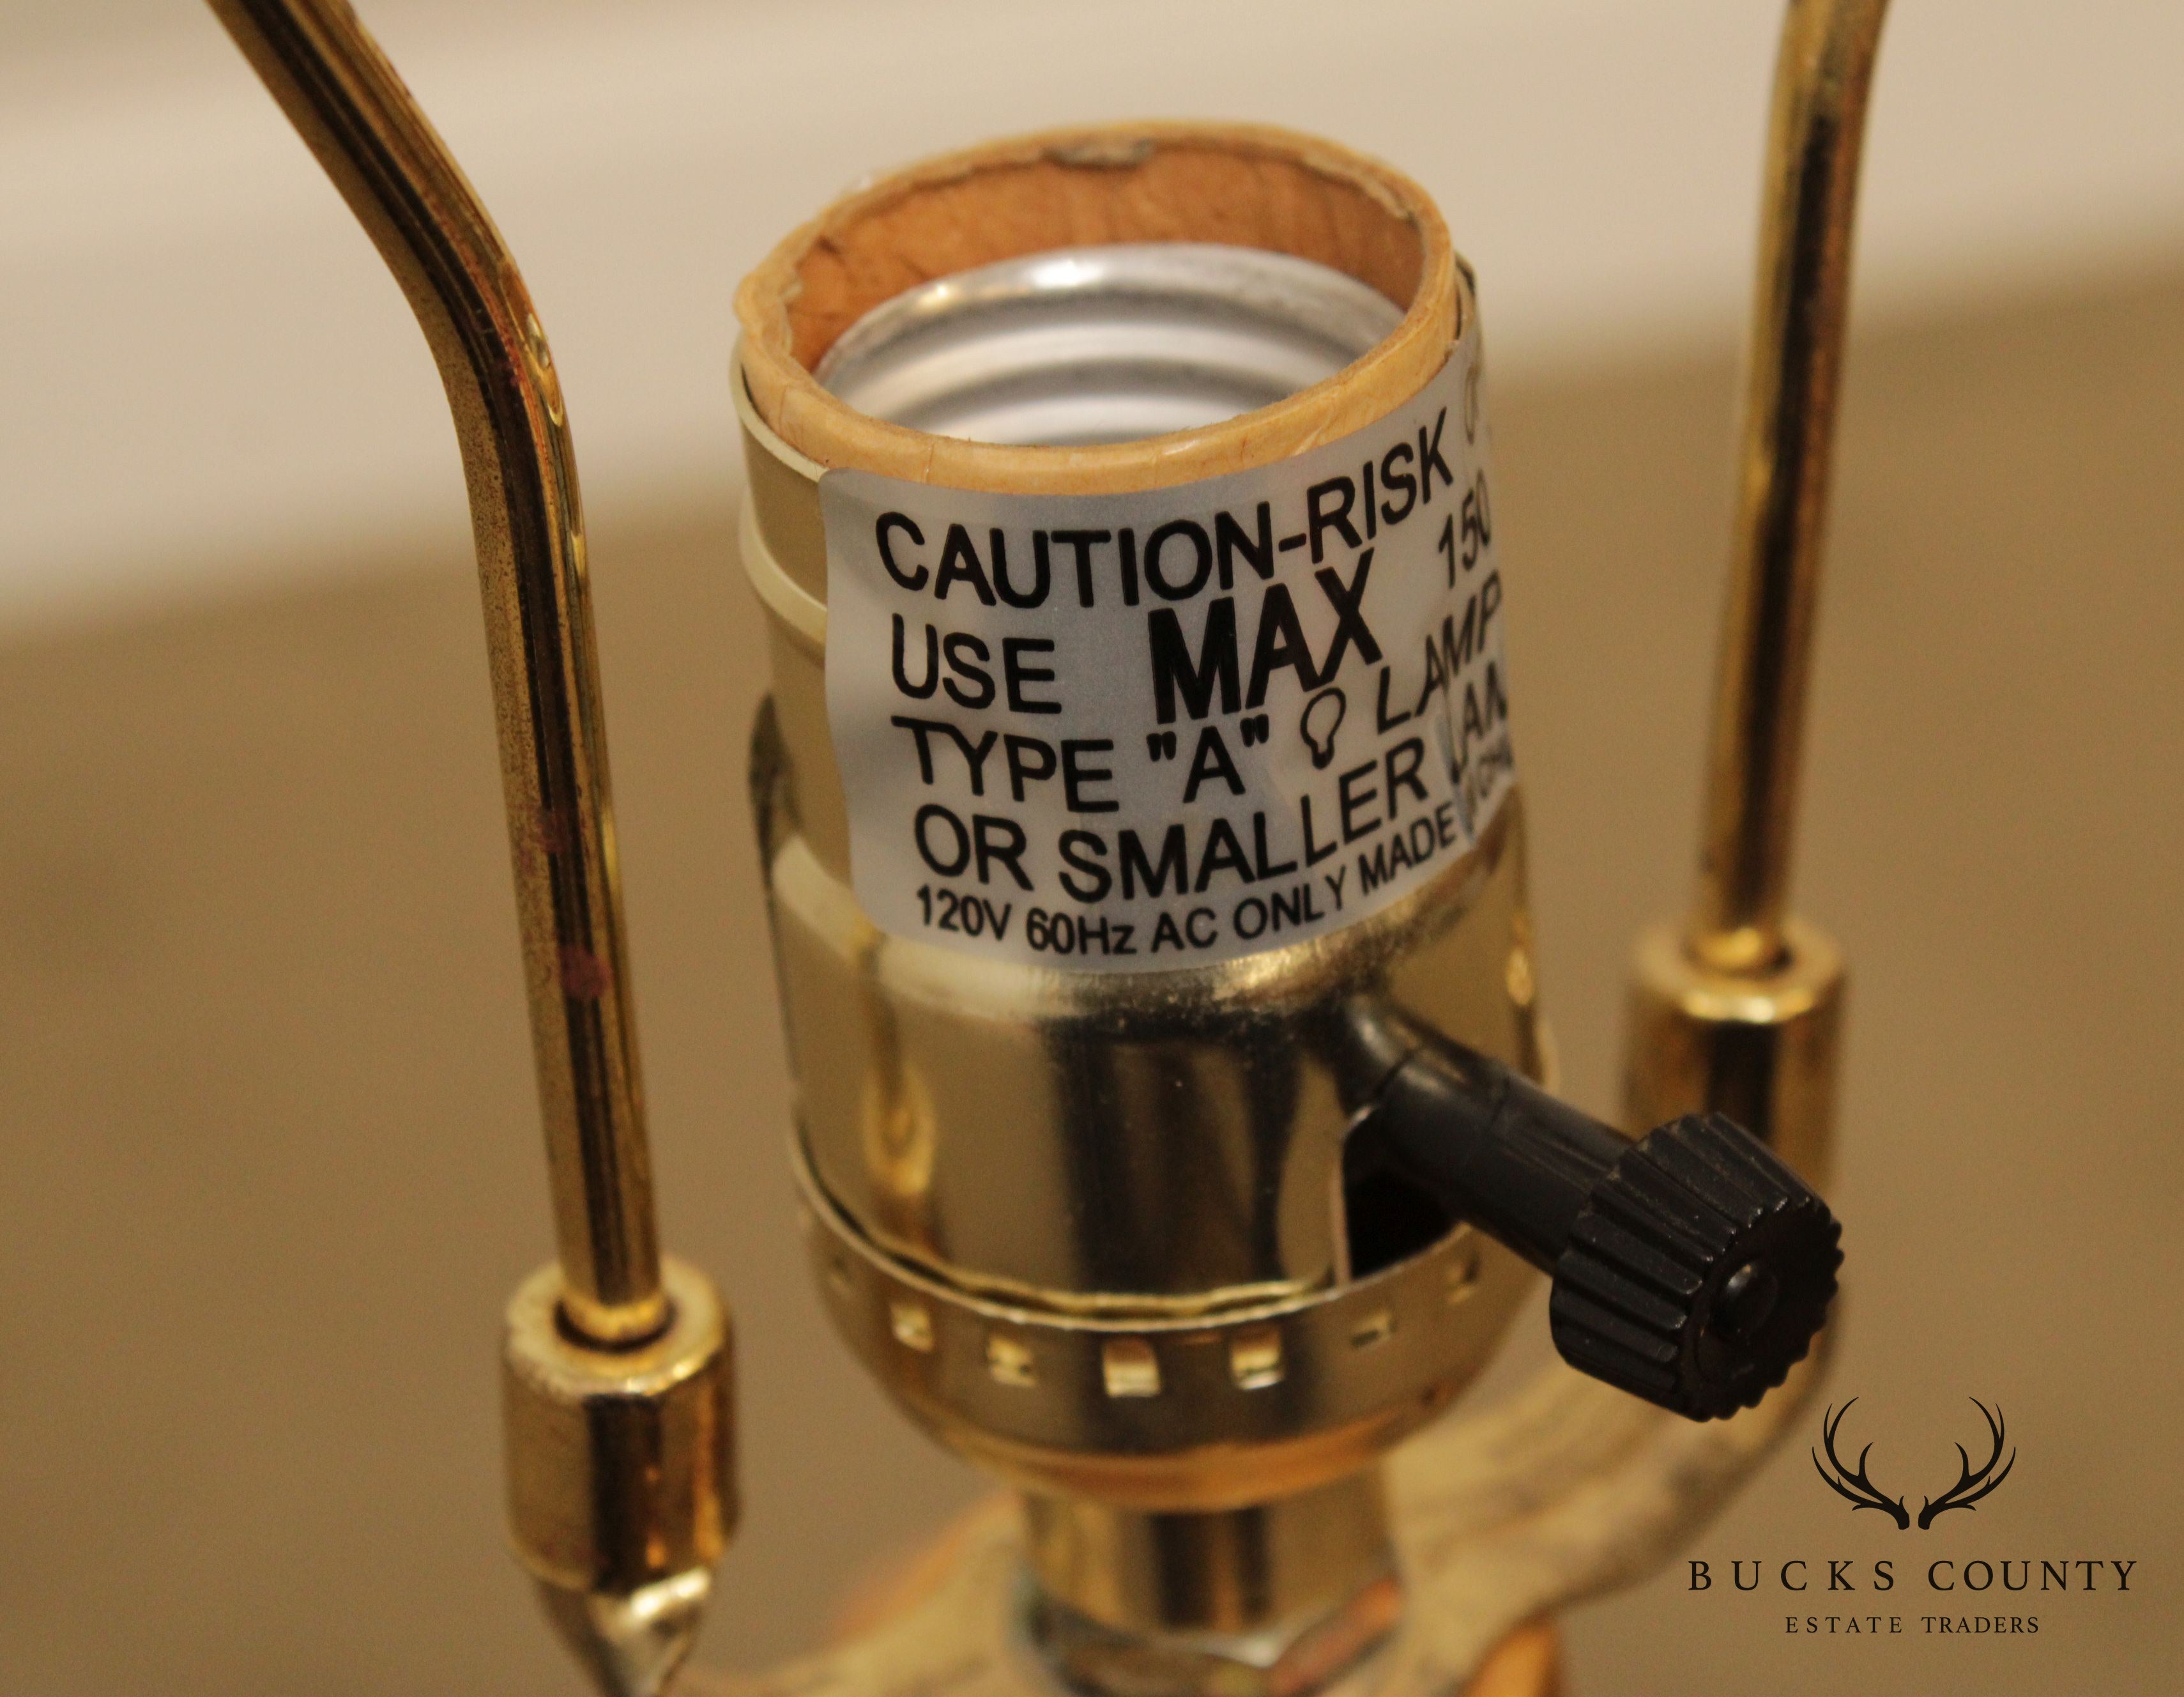 CAUTION-RISK
USE MAX 150
TYPE "A" LAMP
OR SMALLER
120V 60Hz AC ONLY MADE
BUCKS COUNTY
ESTATE TRADERS